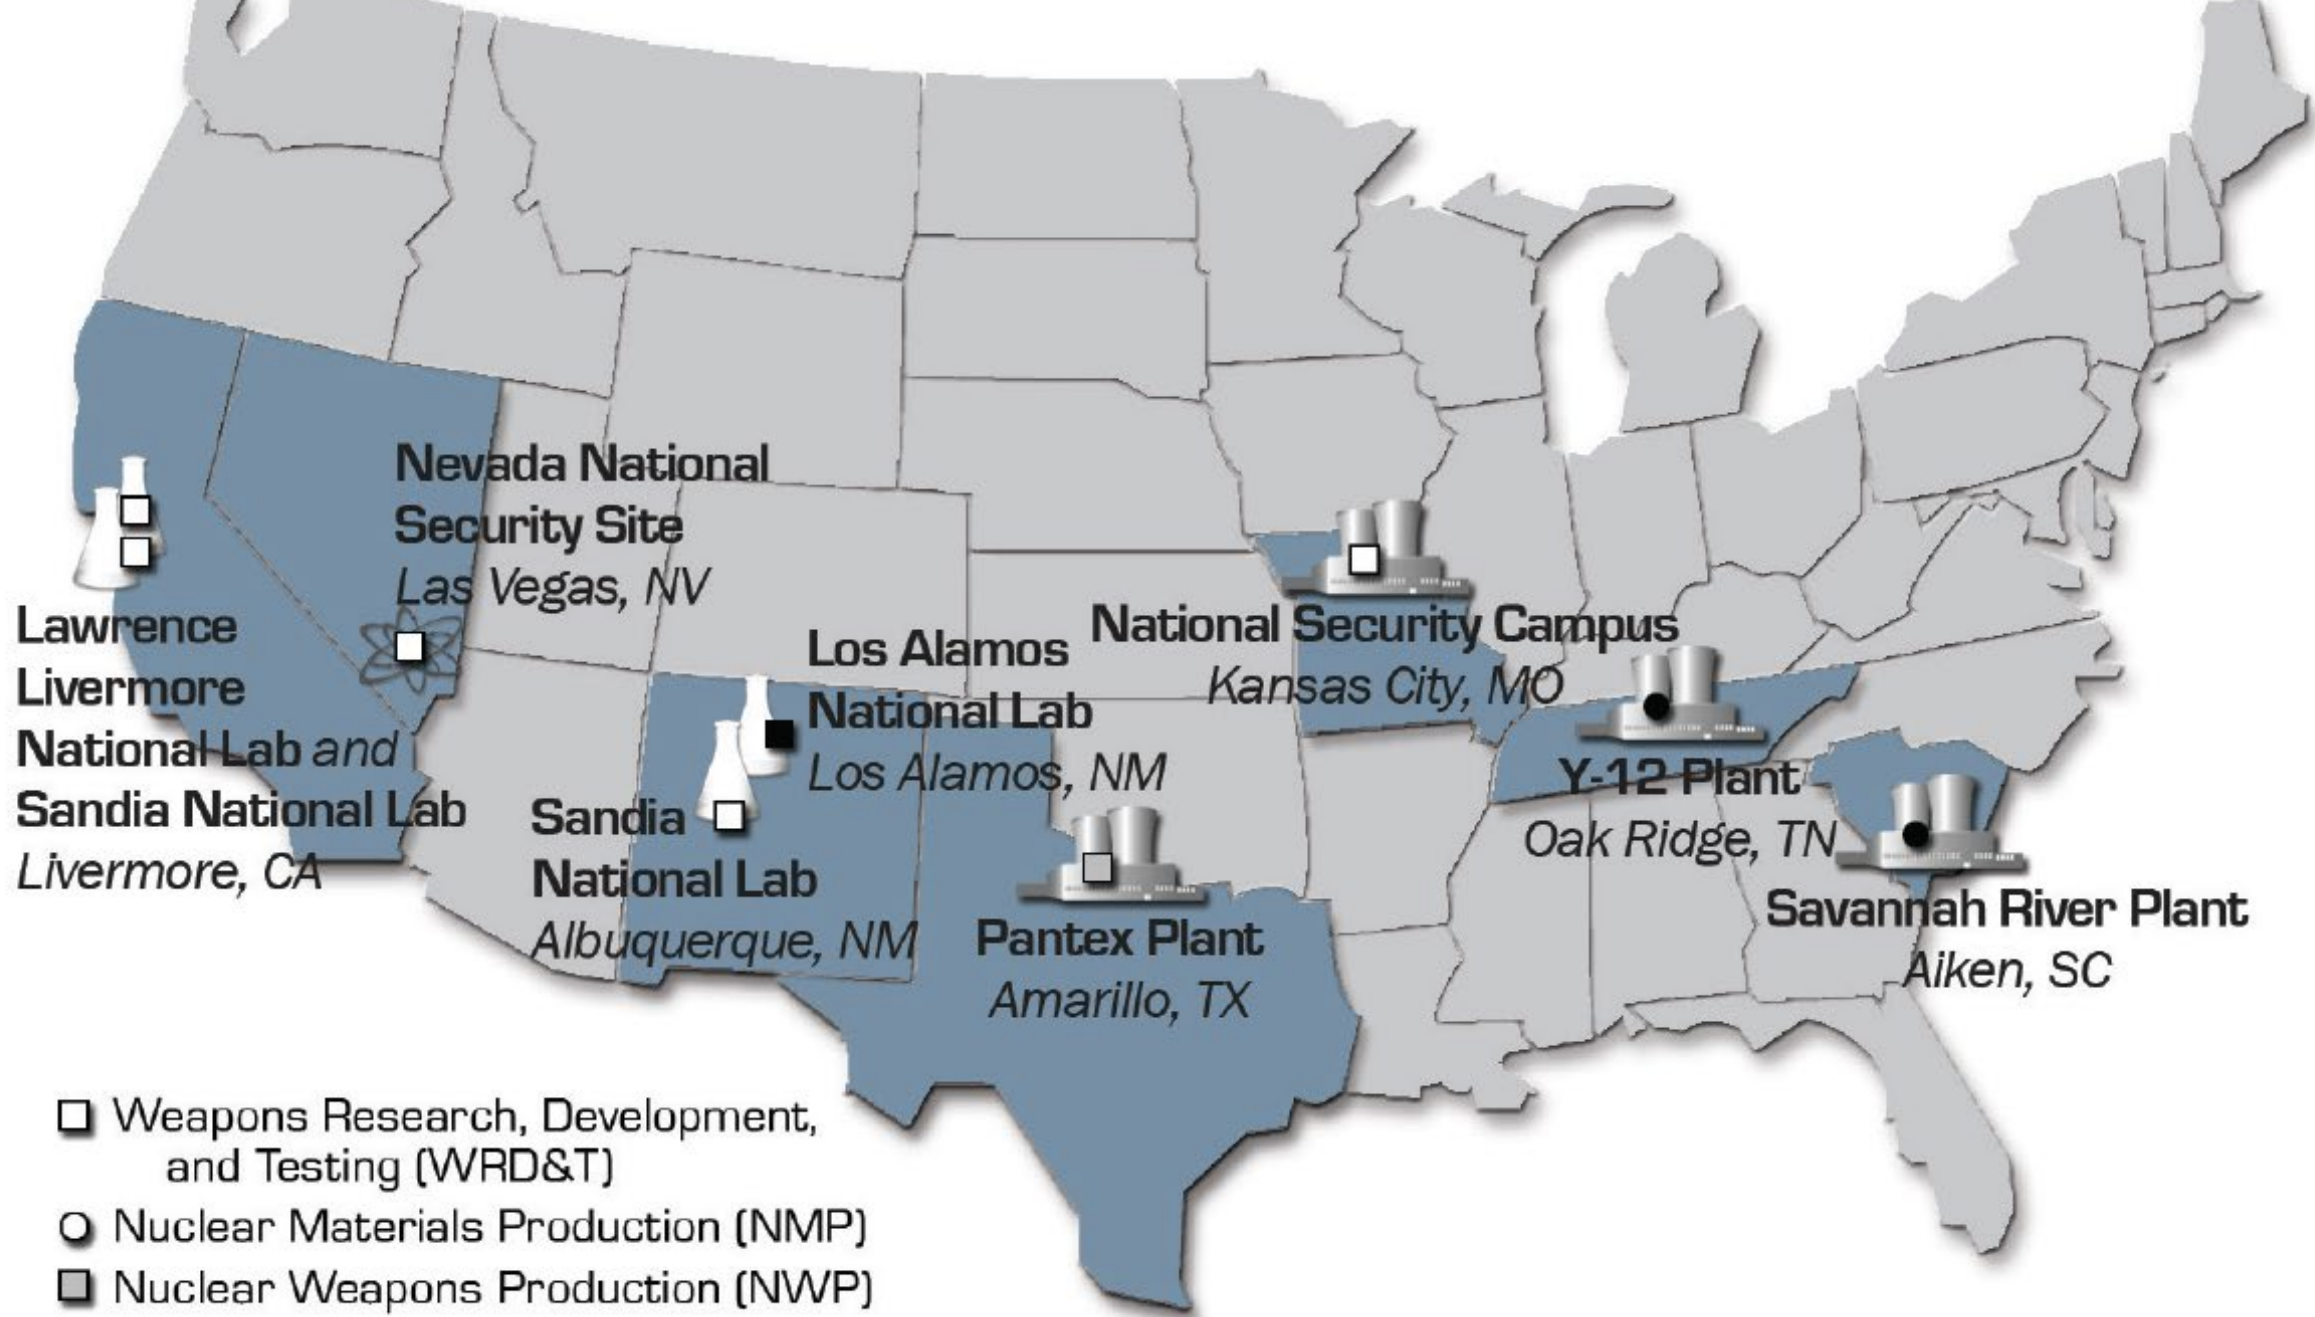 Nevada National
Security Site
Las Vegas, NV
Lawrence
Livermore
National Lab and
Sandia National Lab
Livermore, CA
Los Alamos
National Lab
Los Alamos, NM
Sandia
National Lab
Albuquerque, NM
National Security Campus
Kansas City, MO
Pantex Plant
Amarillo, TX
Y-12 Plant
Oak Ridge, TN
Savannah River Plant
Aiken, SC
Weapons Research, Development,
and Testing (WRD&T)
Nuclear Materials Production (NMP)
Nuclear Weapons Production (NWP)